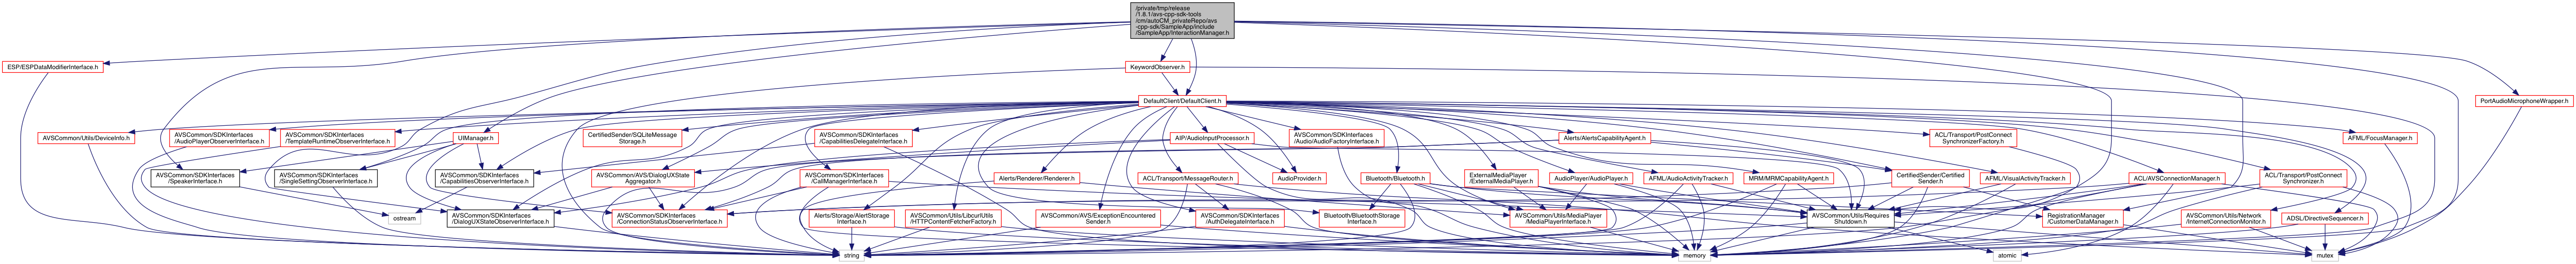 /private/tmp/release
/1.8.1/avs-cpp-sdk-tools
/cm/autoCM_privateRepo/avs
-cpp-sdk/SampleApp/include
/SampleApp/InteractionManager.h
ESP/ESPDataModifierInterface.h
KeywordObserver.h
DefaultClient/DefaultClient.h
PortAudioMicrophoneWrapper.h
AVSCommon/Utils/DeviceInfo.h
AVSCommon/SDKInterfaces
/AudioPlayerObserverInterface.h
AVSCommon/SDKInterfaces
/TemplateRuntimeObserverInterface.h
UIManager.h
CertifiedSender/SQLiteMessage
Storage.h
AVSCommon/SDKInterfaces
/CapabilitiesDelegateInterface.h
AIP/AudioInputProcessor.h
AVSCommon/SDKInterfaces
/Audio/AudioFactoryInterface.h
Alerts/AlertsCapabilityAgent.h
ACL/Transport/PostConnect
SynchronizerFactory.h
AFML/FocusManager.h
AVSCommon/SDKInterfaces
/SpeakerInterface.h
AVSCommon/SDKInterfaces
/SingleSettingObserverInterface.h
AVSCommon/SDKInterfaces
/CapabilitiesObserverInterface.h
AVSCommon/AVS/DialogUXState
Aggregator.h
AVSCommon/SDKInterfaces
/CallManagerInterface.h
Alerts/Renderer/Renderer.h
ACL/Transport/MessageRouter.h
AudioProvider.h
Bluetooth/Bluetooth.h
ExternalMediaPlayer
/ExternalMediaPlayer.h
AudioPlayer/AudioPlayer.h
AFML/AudioActivityTracker.h
MRM/MRMCapabilityAgent.h
CertifiedSender/Certified
Sender.h
AFML/VisualActivityTracker.h
ACL/AVSConnectionManager.h
ACL/Transport/PostConnect
Synchronizer.h
ostream
AVSCommon/SDKInterfaces
/DialogUXStateObserverInterface.h
AVSCommon/SDKInterfaces
/ConnectionStatusObserverInterface.h
Alerts/Storage/AlertStorage
Interface.h
AVSCommon/Utils/LibcurlUtils
/HTTPContentFetcherFactory.h
AVSCommon/AVS/ExceptionEncountered
Sender.h
AVSCommon/SDKInterfaces
/AuthDelegateInterface.h
Bluetooth/BluetoothStorage
Interface.h
AVSCommon/Utils/MediaPlayer
/MediaPlayerInterface.h
AVSCommon/Utils/Requires
Shutdown.h
RegistrationManager
/CustomerDataManager.h
AVSCommon/Utils/Network
/InternetConnectionMonitor.h
ADSL/DirectiveSequencer.h
string
memory
atomic
mutex